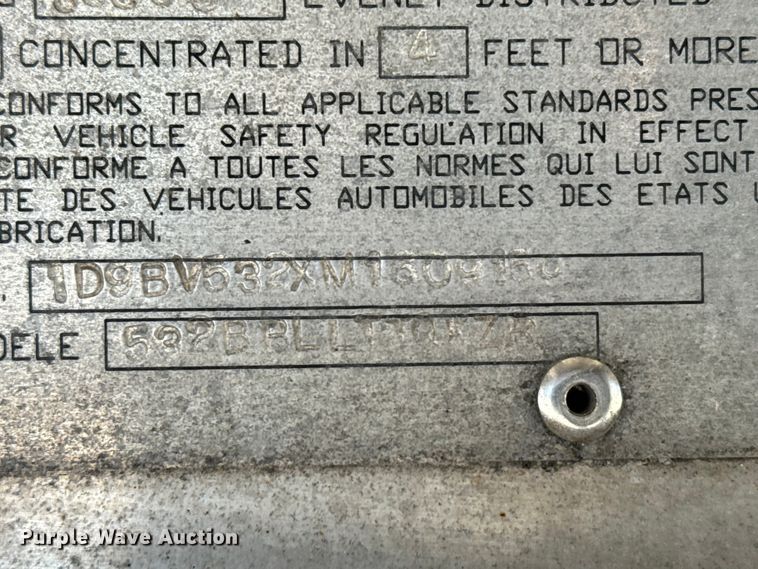 EVENLY DISTRIBUTED
CONCENTRATED IN 4 FEET OR MORE
CONFORMS TO ALL APPLICABLE STANDARDS PRES
R VEHICLE SAFETY REGULATION IN EFFECT
CONFORME A TOUTES LES NORMES QUI LUI SONT
TE DES VEHICULES AUTOMOBILES DES ETATS U
BRICATION.
1D9BV532XM1609150
DELE
Purple Wave Auction